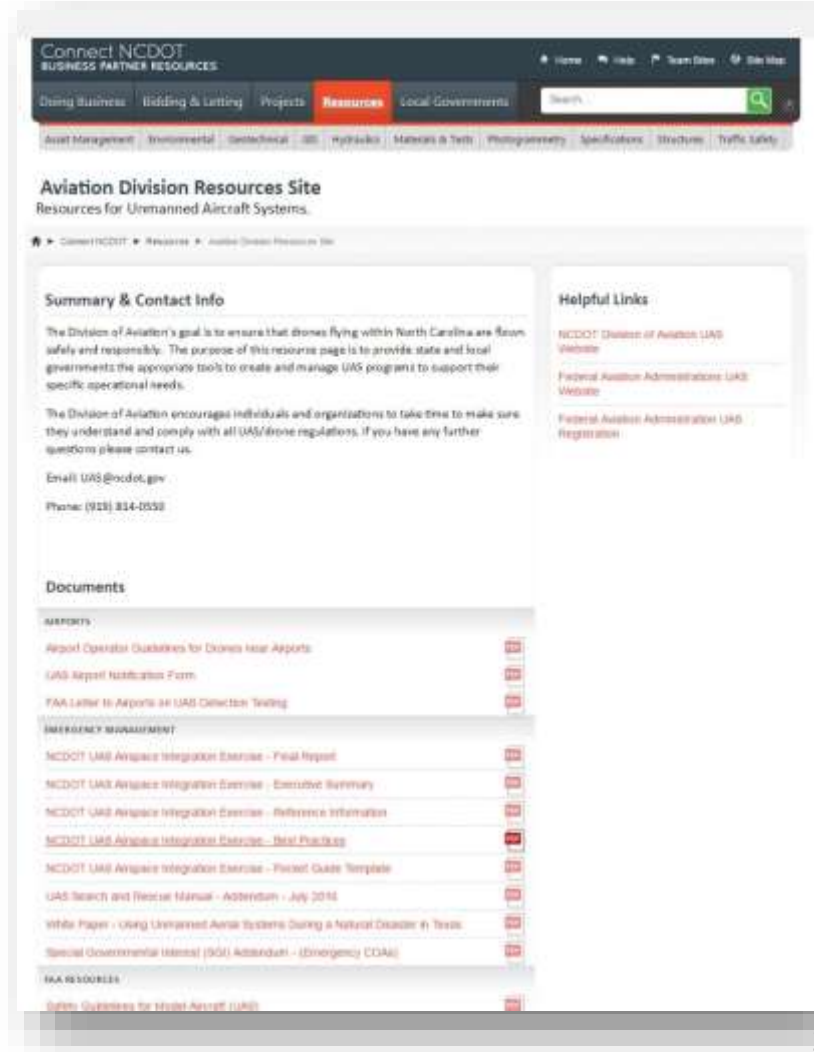 Connect NCDOT
BUSINESS PARTNER RESOURCES
Home Help Team Sites Site Map
Doing Business Bidding & Letting Projects Resources Local Governments Search...
Asset Management Environmental Geotechnical GIS Hydraulics Materials & Tests Photogrammetry Specifications Structures Traffic Safety
Aviation Division Resources Site
Resources for Unmanned Aircraft Systems.
Connect NCDOT ▸ Resources ▸ Aviation Division Resources Site
Summary & Contact Info
The Division of Aviation's goal is to ensure that drones flying within North Carolina are flown
safely and responsibly. The purpose of this resource page is to provide state and local
governments the appropriate tools to create and manage UAS programs to support their
specific operational needs.
The Division of Aviation encourages individuals and organizations to take time to make sure
they understand and comply with all UAS/drone regulations. If you have any further
questions please contact us.
Email: UAS@ncdot.gov
Phone: (919) 814-0550
Helpful Links
NCDOT Division of Aviation UAS
Website
Federal Aviation Administrations UAS
Website
Federal Aviation Administration UAS
Registration
Documents
AIRPORTS
Airport Operator Guidelines for Drones near Airports
UAS Airport Notification Form
FAA Letter to Airports on UAS Detection Testing
EMERGENCY MANAGEMENT
NCDOT UAS Airspace Integration Exercise - Final Report
NCDOT UAS Airspace Integration Exercise - Executive Summary
NCDOT UAS Airspace Integration Exercise - Reference Information
NCDOT UAS Airspace Integration Exercise - Best Practices
NCDOT UAS Airspace Integration Exercise - Pocket Guide Template
UAS Search and Rescue Manual - Addendum - July 2016
White Paper - Using Unmanned Aerial Systems During a Natural Disaster in Texas
Special Governmental Interest (SGI) Addendum - (Emergency COAs)
FAA RESOURCES
Safety Guidelines for Model Aircraft (UAS)